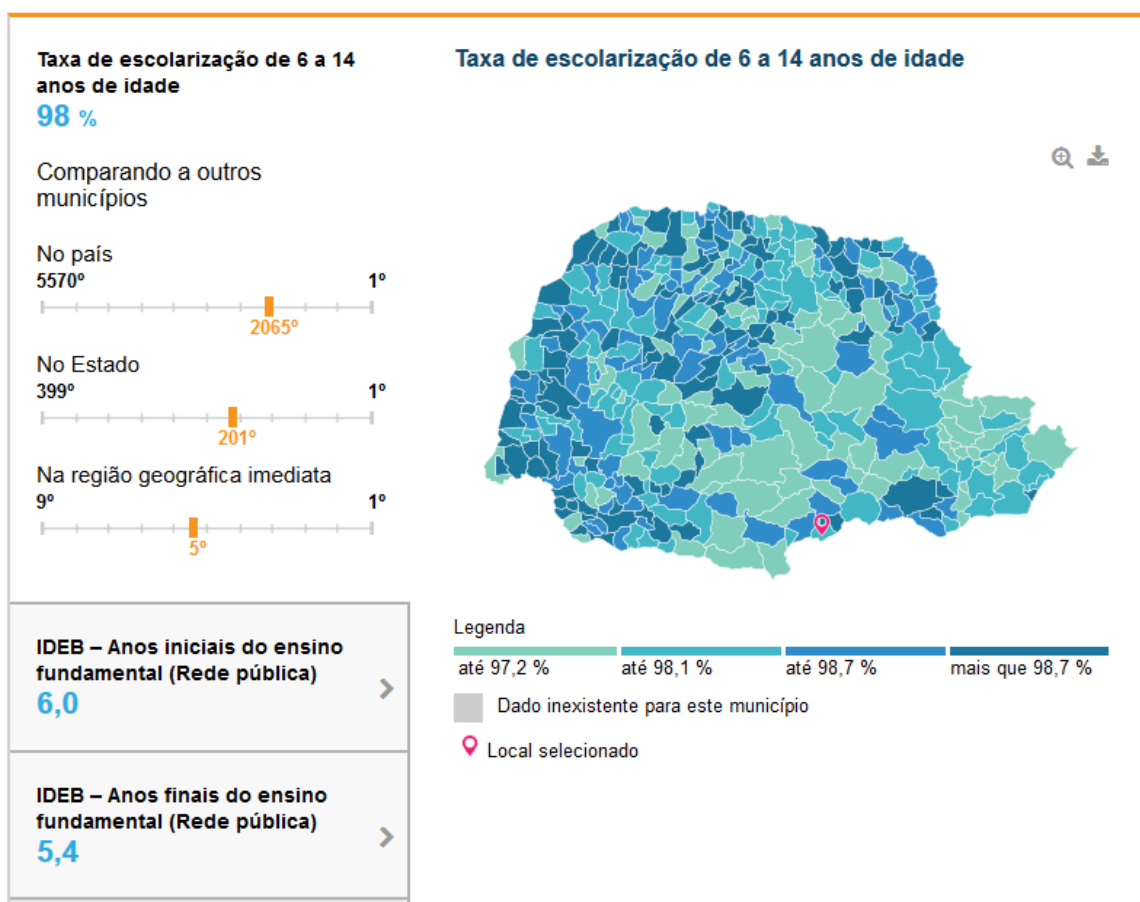 Taxa de escolarização de 6 a 14
anos de idade
98 %
Comparando a outros
municípios
No país
5570º 1º
2065º
No Estado
399º 1º
201º
Na região geográfica imediata
9º 1º
5º
IDEB – Anos iniciais do ensino
fundamental (Rede pública)
6,0
IDEB – Anos finais do ensino
fundamental (Rede pública)
5,4
Taxa de escolarização de 6 a 14 anos de idade
Legenda
até 97,2 % até 98,1 % até 98,7 % mais que 98,7 %
Dado inexistente para este município
Local selecionado